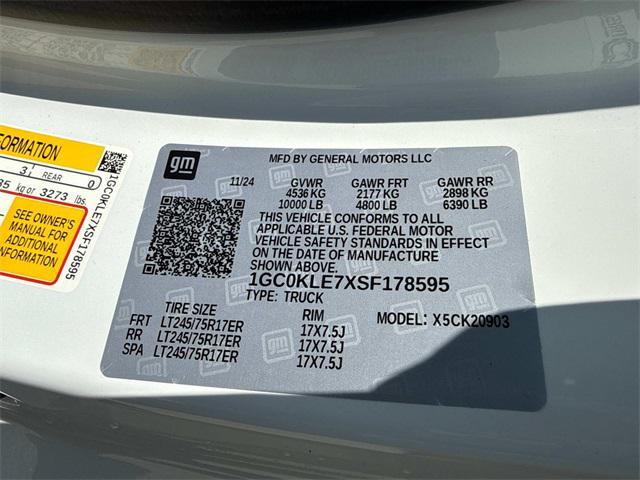 FORMATION
3 REAR 0
kg or 3273 lbs.
SEE OWNER'S
MANUAL FOR
ADDITIONAL
INFORMATION
1GC0KLE7XSF178595
gm
MFD BY GENERAL MOTORS LLC
11/24 GVWR GAWR FRT GAWR RR
4536 KG 2177 KG 2898 KG
10000 LB 4800 LB 6390 LB
THIS VEHICLE CONFORMS TO ALL
APPLICABLE U.S. FEDERAL MOTOR
VEHICLE SAFETY STANDARDS IN EFFECT
ON THE DATE OF MANUFACTURE
SHOWN ABOVE.
1GC0KLE7XSF178595
TYPE: TRUCK
TIRE SIZE RIM MODEL: X5CK20903
FRT LT245/75R17ER 17X7.5J
RR LT245/75R17ER 17X7.5J
SPA LT245/75R17ER 17X7.5J